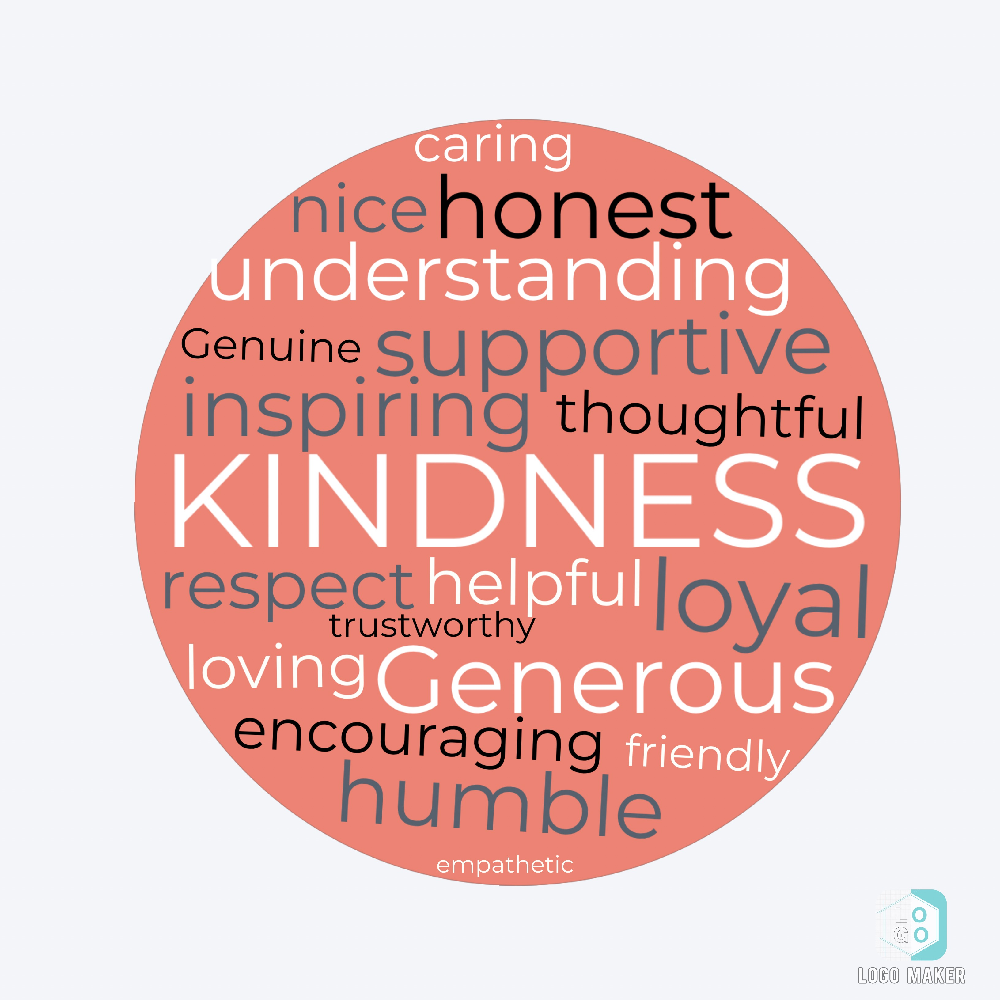 caring
nice honest
understanding
Genuine supportive
inspiring thoughtful
KINDNESS
respect helpful loyal
trustworthy
loving Generous
encouraging friendly
humble
empathetic
LO
GO
LOGO MAKER